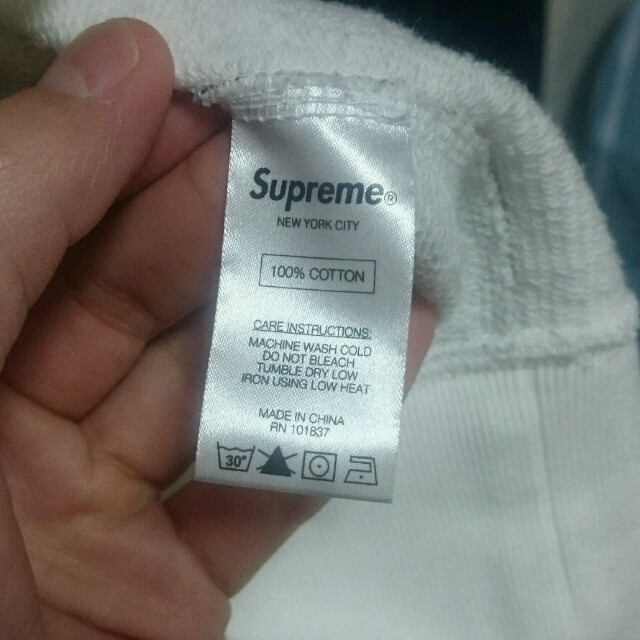 Supreme®
NEW YORK CITY
100% COTTON
CARE INSTRUCTIONS:
MACHINE WASH COLD
DO NOT BLEACH
TUMBLE DRY LOW
IRON USING LOW HEAT
MADE IN CHINA
RN 101837
30°